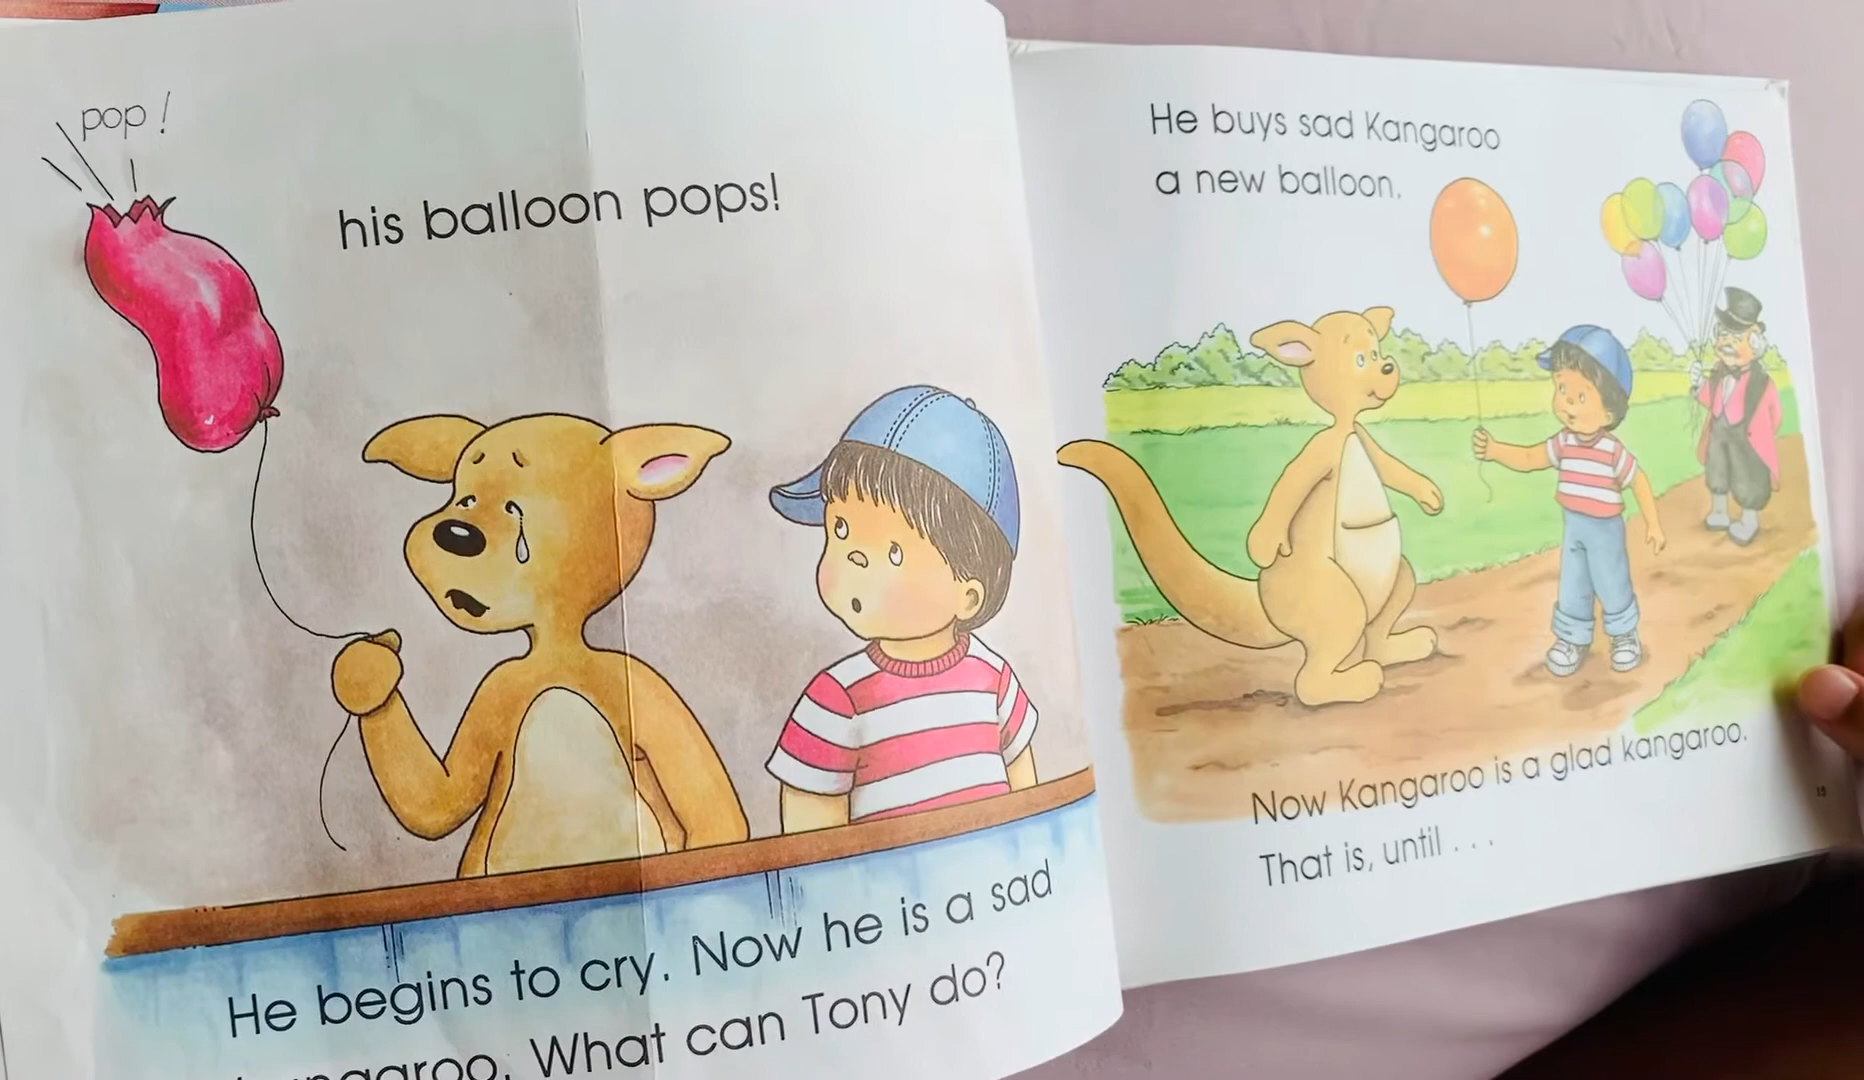 pop!
his balloon pops!
He begins to cry. Now he is a sad
kangaroo. What can Tony do?
He buys sad Kangaroo
a new balloon.
Now Kangaroo is a glad kangaroo.
That is, until . . .